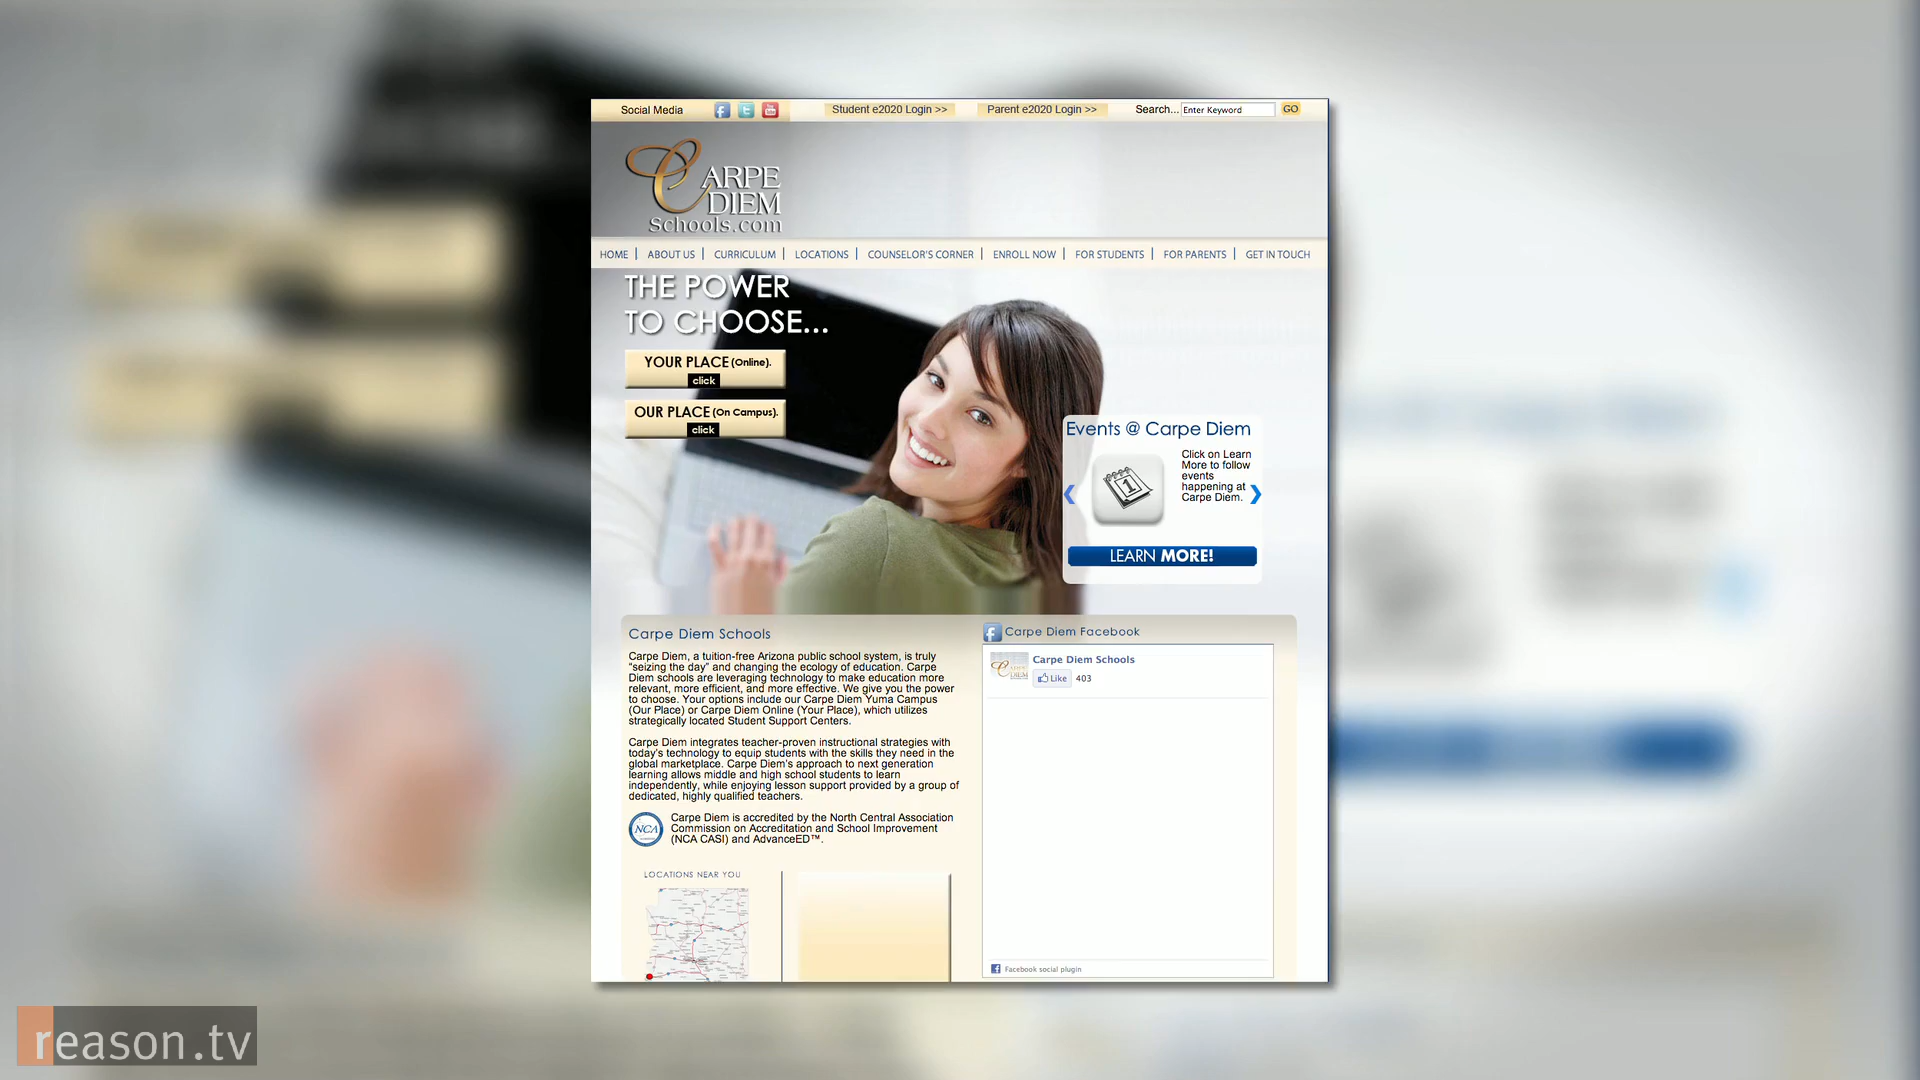 Social Media
Student e2020 Login >>
Parent e2020 Login >>
Search...
Enter Keyword
GO
CARPE
DIEM
Schools.com
HOME | ABOUT US | CURRICULUM | LOCATIONS | COUNSELOR'S CORNER | ENROLL NOW | FOR STUDENTS | FOR PARENTS | GET IN TOUCH
THE POWER
TO CHOOSE...
YOUR PLACE (Online).
click
OUR PLACE (On Campus).
click
Events @ Carpe Diem
Click on Learn
More to follow
events
happening at
Carpe Diem.
1
LEARN MORE!
Carpe Diem Schools
Carpe Diem, a tuition-free Arizona public school system, is truly
"seizing the day" and changing the ecology of education. Carpe
Diem schools are leveraging technology to make education more
relevant, more efficient, and more effective. We give you the power
to choose. Your options include our Carpe Diem Yuma Campus
(Our Place) or Carpe Diem Online (Your Place), which utilizes
strategically located Student Support Centers.
Carpe Diem integrates teacher-proven instructional strategies with
today's technology to equip students with the skills they need in the
global marketplace. Carpe Diem's approach to next generation
learning allows middle and high school students to learn
independently, while enjoying lesson support provided by a group of
dedicated, highly qualified teachers.
NCA
Carpe Diem is accredited by the North Central Association
Commission on Accreditation and School Improvement
(NCA CASI) and AdvancED™.
LOCATIONS NEAR YOU
Carpe Diem Facebook
Carpe Diem Schools
Like 403
Facebook social plugin
reason.tv